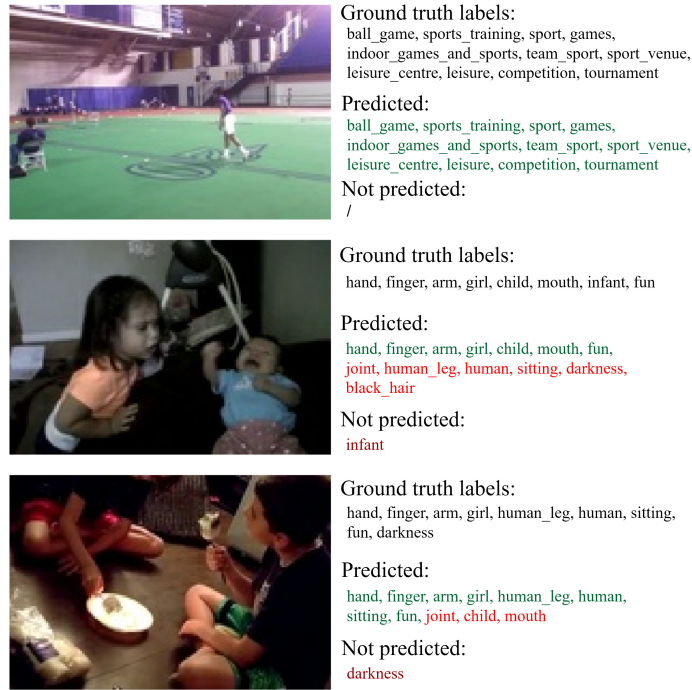 Ground truth labels:
ball_game, sports_training, sport, games,
indoor_games_and_sports, team_sport, sport_venue,
leisure_centre, leisure, competition, tournament
Predicted:
ball_game, sports_training, sport, games,
indoor_games_and_sports, team_sport, sport_venue,
leisure_centre, leisure, competition, tournament
Not predicted:
/
Ground truth labels:
hand, finger, arm, girl, child, mouth, infant, fun
Predicted:
hand, finger, arm, girl, child, mouth, fun,
joint, human_leg, human, sitting, darkness,
black_hair
Not predicted:
infant
Ground truth labels:
hand, finger, arm, girl, human_leg, human, sitting,
fun, darkness
Predicted:
hand, finger, arm, girl, human_leg, human,
sitting, fun, joint, child, mouth
Not predicted:
darkness